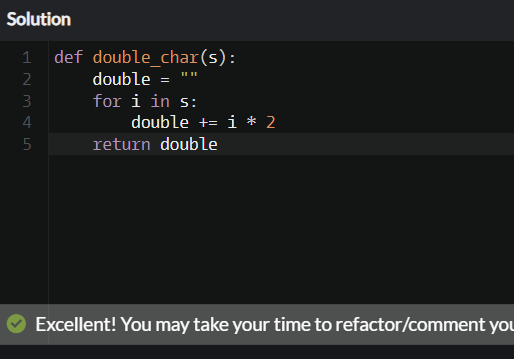 Solution
1 def double_char(s):
2     double = ""
3     for i in s:
4         double += i * 2
5     return double
Excellent! You may take your time to refactor/comment you